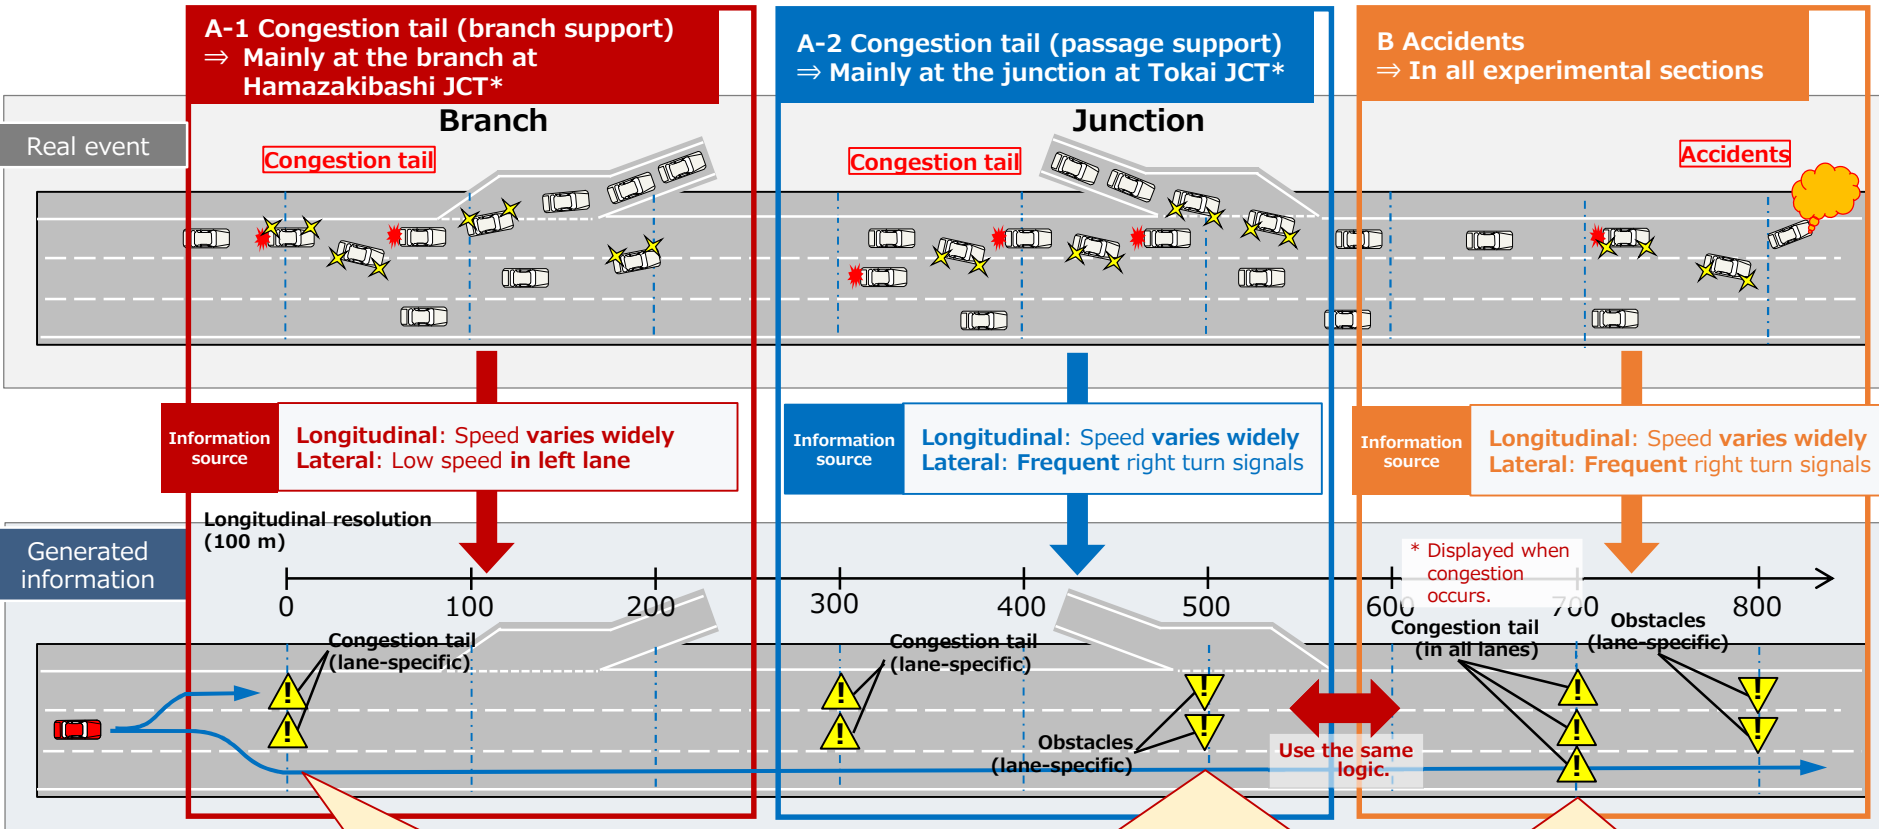 A-1 Congestion tail (branch support)
⇒ Mainly at the branch at
Hamazakibashi JCT*
A-2 Congestion tail (passage support)
⇒ Mainly at the junction at Tokai JCT*
B Accidents
⇒ In all experimental sections
Real event
Branch
Congestion tail
Junction
Congestion tail
Accidents
Information
source
Longitudinal: Speed varies widely
Lateral: Low speed in left lane
Information
source
Longitudinal: Speed varies widely
Lateral: Frequent right turn signals
Information
source
Longitudinal: Speed varies widely
Lateral: Frequent right turn signals
Generated
information
Longitudinal resolution
(100 m)
* Displayed when
congestion
occurs.
0 100 200 300 400 500 600 700 800
Congestion tail
(lane-specific)
Congestion tail
(lane-specific)
Obstacles
(lane-specific)
Use the same
logic.
Congestion tail
(in all lanes)
Obstacles
(lane-specific)
! ! ! ! ! ! ! ! ! ! !